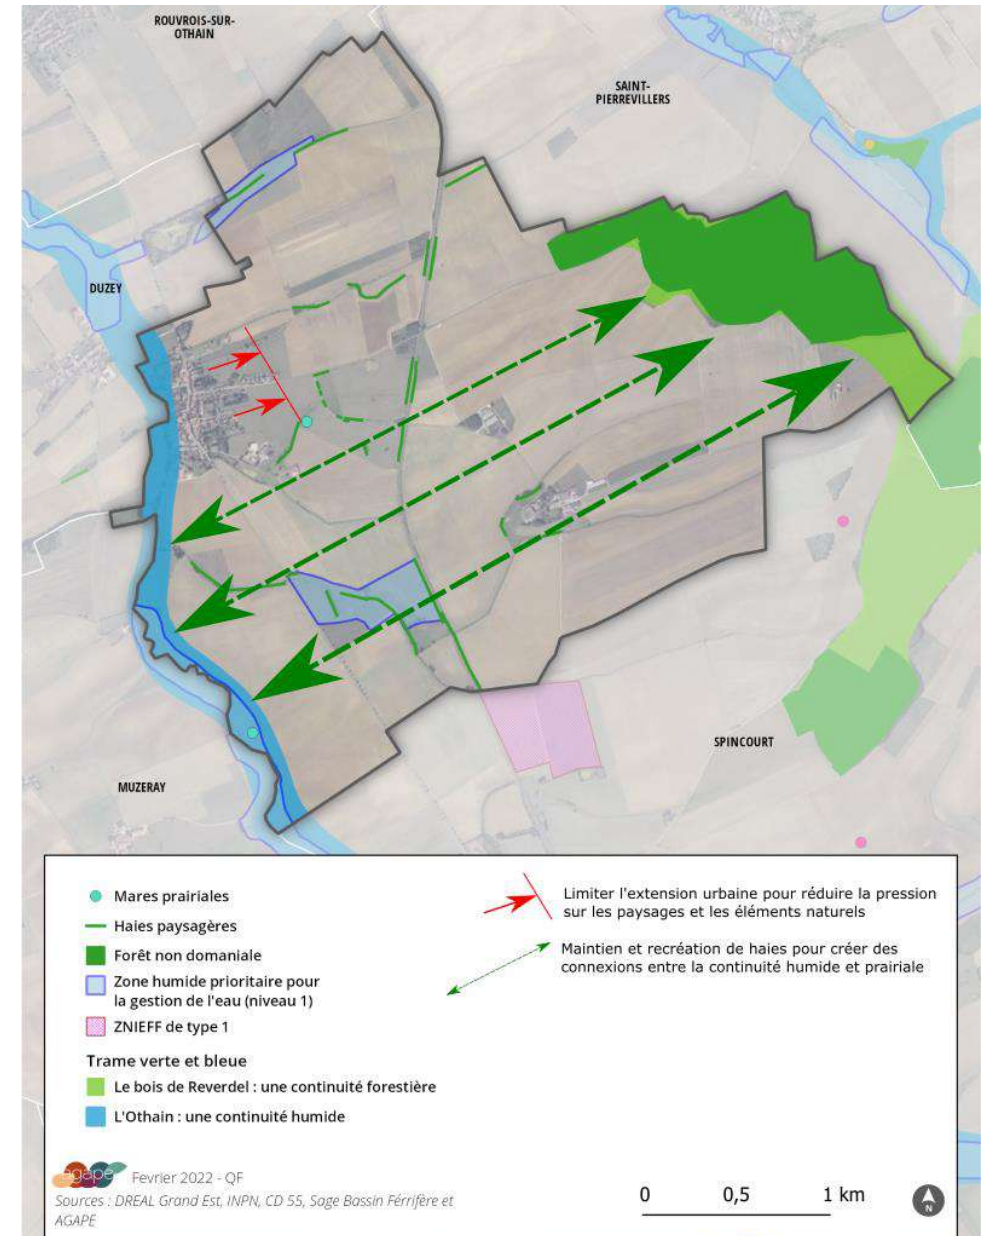 ROUVROIS-SUR-
OTHAIN
SAINT-
PIERREVILLERS
DUZEY
SPINCOURT
MUZERAY
Mares prairiales
Haies paysagères
Forêt non domaniale
Zone humide prioritaire pour
la gestion de l'eau (niveau 1)
ZNIEFF de type 1
Trame verte et bleue
Le bois de Reverdel : une continuité forestière
L'Othain : une continuité humide
Limiter l'extension urbaine pour réduire la pression
sur les paysages et les éléments naturels
Maintien et recréation de haies pour créer des
connexions entre la continuité humide et prairiale
agape Fevrier 2022 - QF
Sources : DREAL Grand Est, INPN, CD 55, Sage Bassin Férrifère et
AGAPE
0 0,5 1 km
N